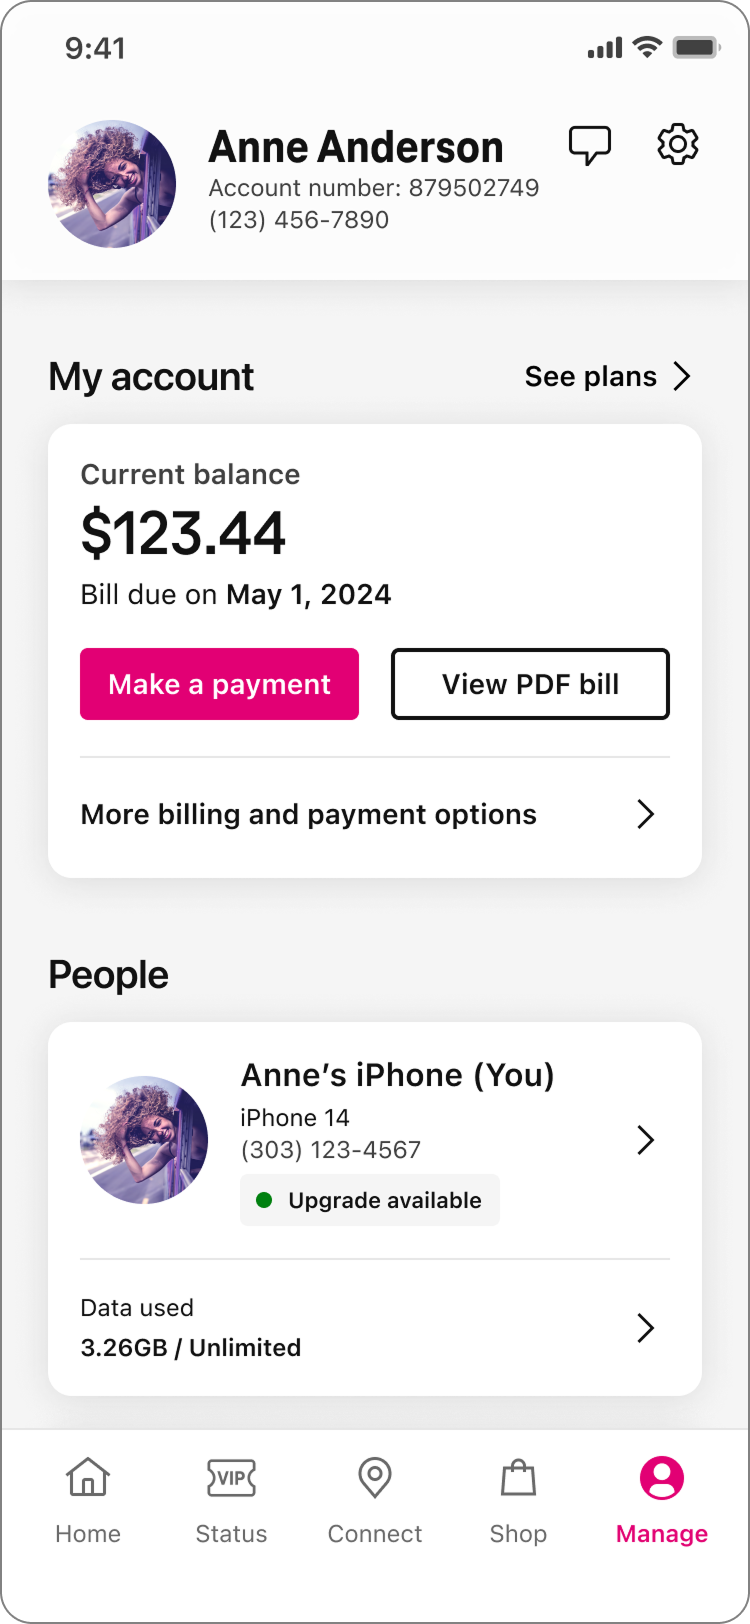 9:41
Anne Anderson
Account number: 879502749
(123) 456-7890
My account
See plans
Current balance
$123.44
Bill due on May 1, 2024
Make a payment
View PDF bill
More billing and payment options
People
Anne’s iPhone (You)
iPhone 14
(303) 123-4567
Upgrade available
Data used
3.26GB / Unlimited
VIP
Home
Status
Connect
Shop
Manage